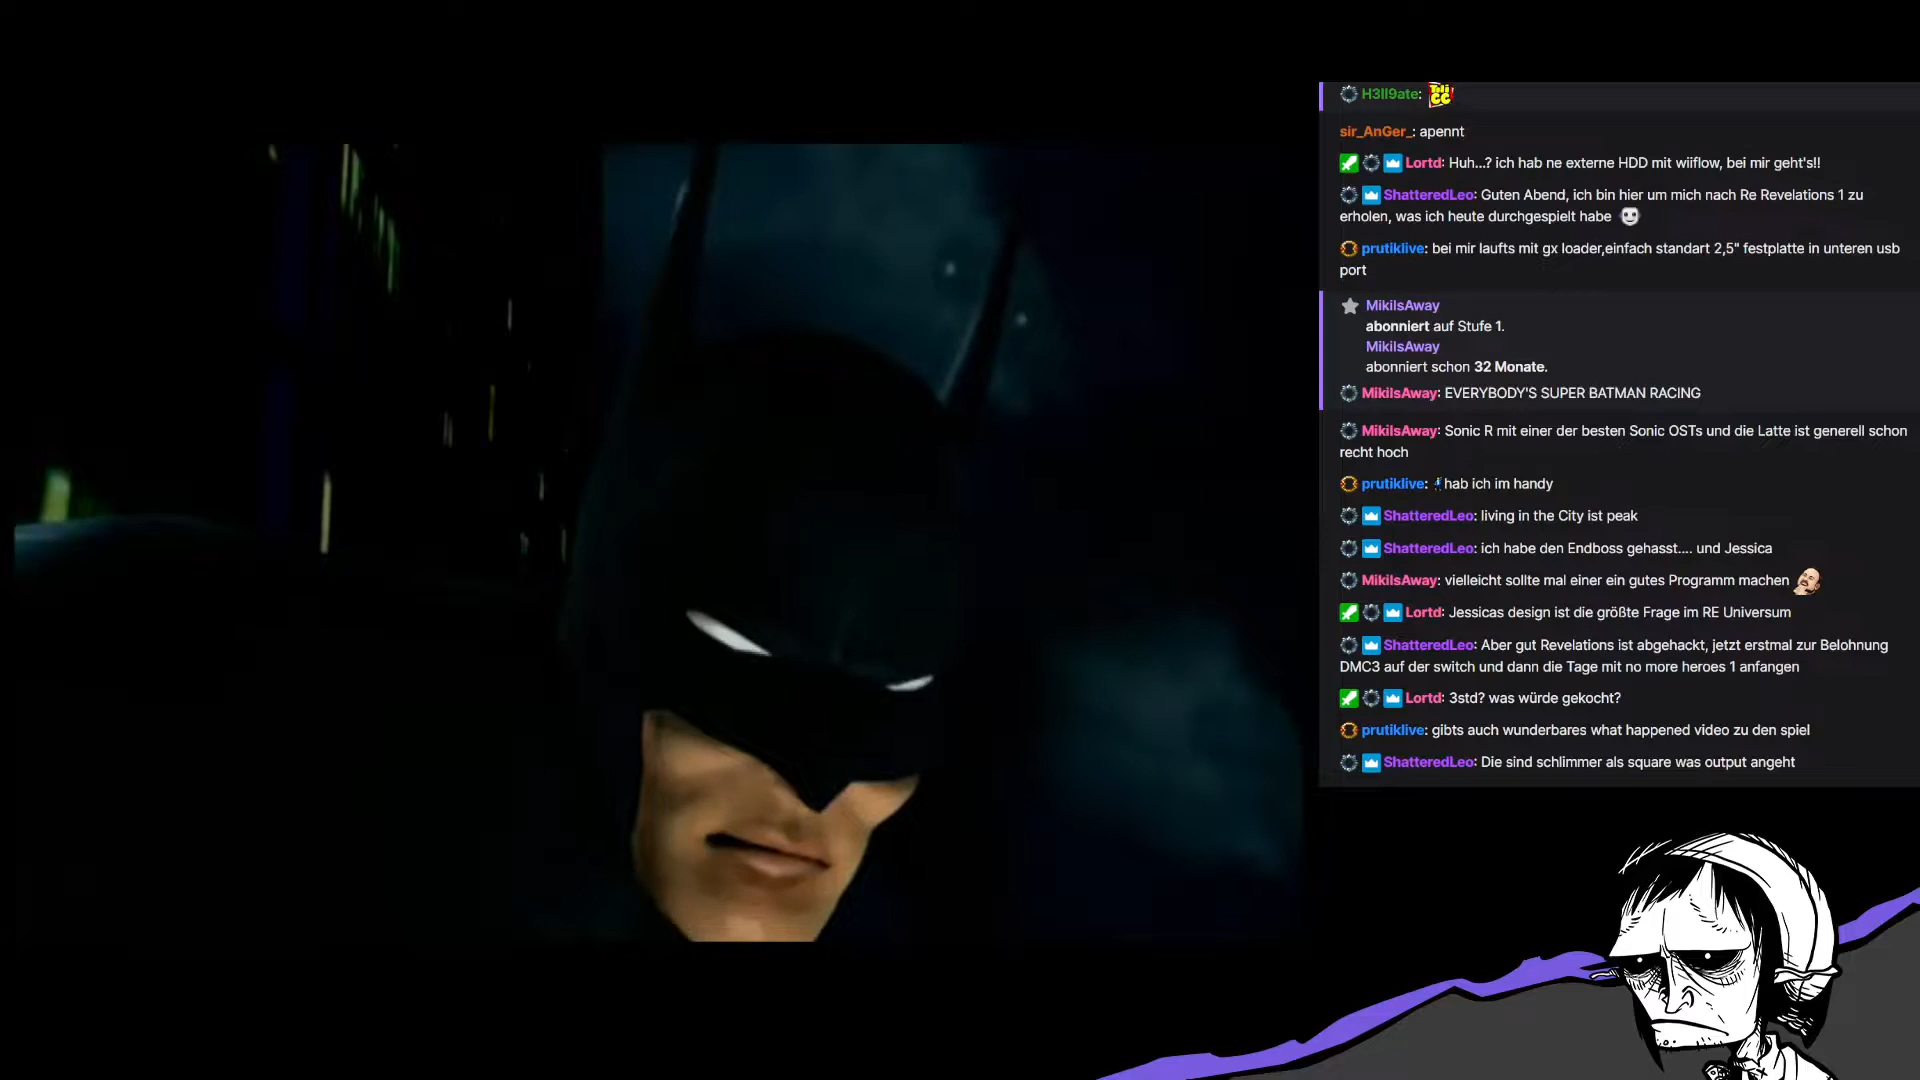 H3ll9ate: Toli GG!
sir_AnGer_: apennt
Lortd: Huh...? ich hab ne externe HDD mit wiiflow, bei mir geht's!!
ShatteredLeo: Guten Abend, ich bin hier um mich nach Re Revelations 1 zu
erholen, was ich heute durchgespielt habe
prutiklive: bei mir laufts mit gx loader,einfach standart 2,5" festplatte in unteren usb
port
MikiIsAway
abonniert auf Stufe 1.
MikiIsAway
abonniert schon 32 Monate.
MikiIsAway: EVERYBODY'S SUPER BATMAN RACING
MikiIsAway: Sonic R mit einer der besten Sonic OSTs und die Latte ist generell schon
recht hoch
prutiklive: hab ich im handy
ShatteredLeo: living in the City ist peak
ShatteredLeo: ich habe den Endboss gehasst.... und Jessica
MikiIsAway: vielleicht sollte mal einer ein gutes Programm machen
Lortd: Jessicas design ist die größte Frage im RE Universum
ShatteredLeo: Aber gut Revelations ist abgehackt, jetzt erstmal zur Belohnung
DMC3 auf der switch und dann die Tage mit no more heroes 1 anfangen
Lortd: 3std? was würde gekocht?
prutiklive: gibts auch wunderbares what happened video zu den spiel
ShatteredLeo: Die sind schlimmer als square was output angeht